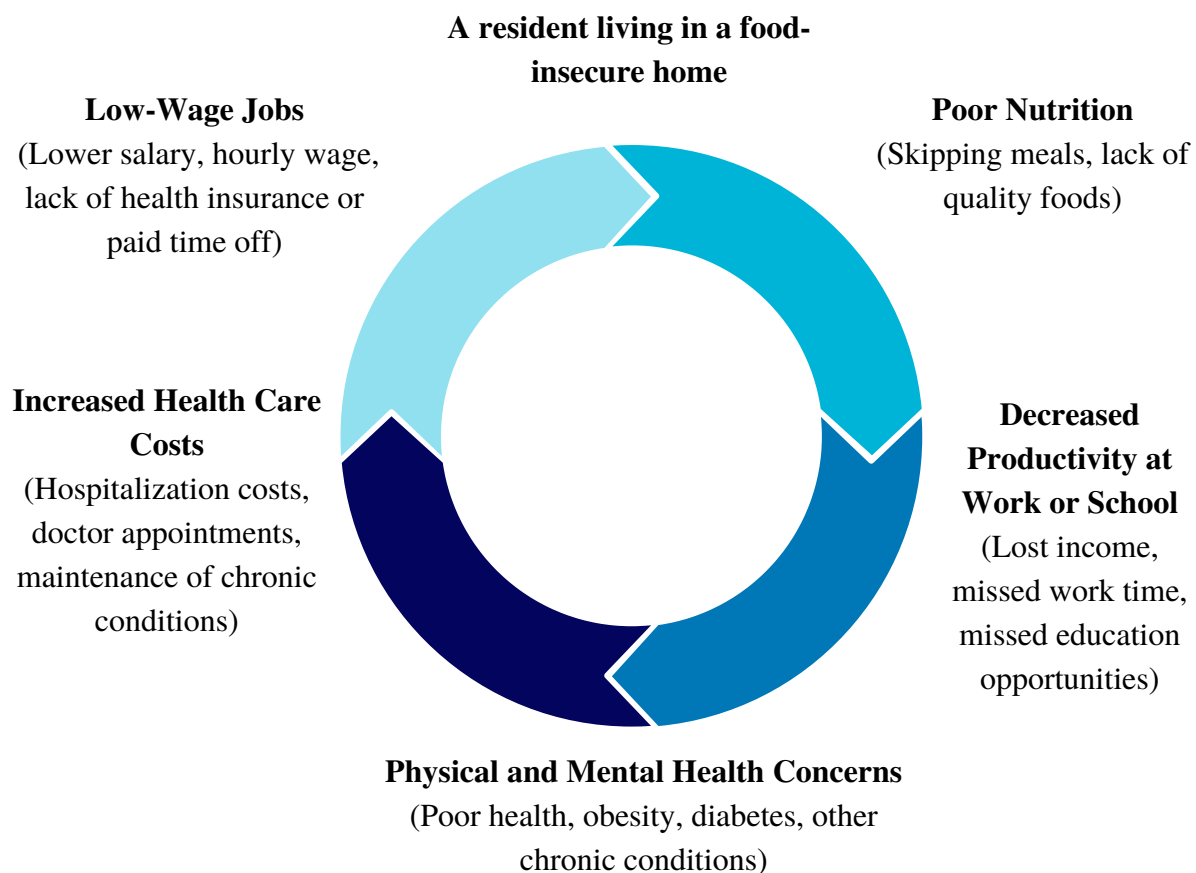 A resident living in a food-
insecure home
Poor Nutrition
(Skipping meals, lack of
quality foods)
Decreased
Productivity at
Work or School
(Lost income,
missed work time,
missed education
opportunities)
Physical and Mental Health Concerns
(Poor health, obesity, diabetes, other
chronic conditions)
Increased Health Care
Costs
(Hospitalization costs,
doctor appointments,
maintenance of chronic
conditions)
Low-Wage Jobs
(Lower salary, hourly wage,
lack of health insurance or
paid time off)